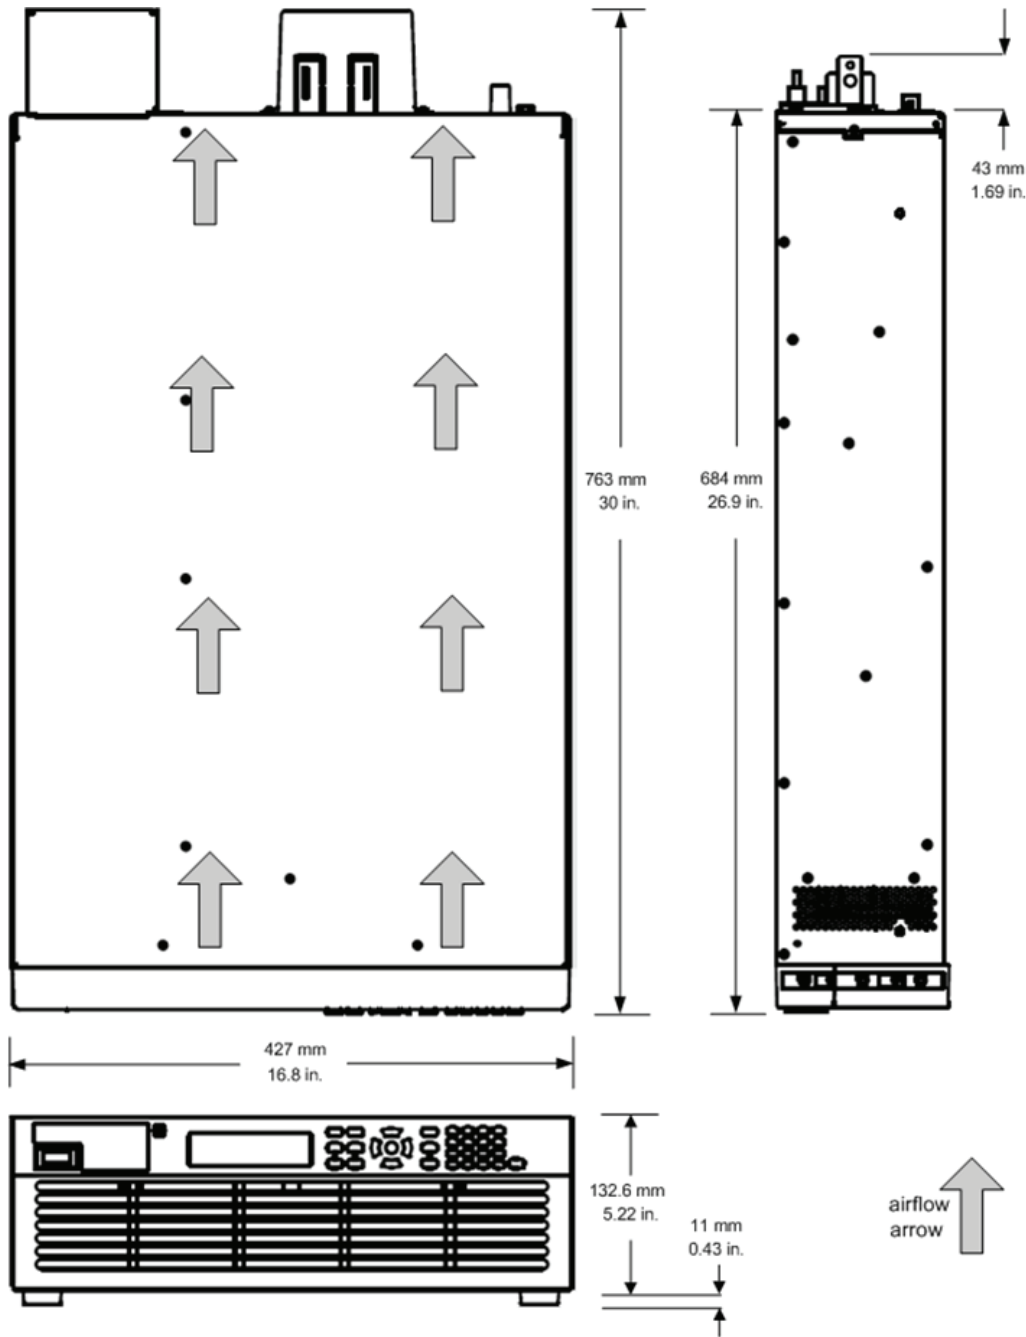 43 mm
1.69 in.
763 mm
30 in.
684 mm
26.9 in.
427 mm
16.8 in.
132.6 mm
5.22 in.
11 mm
0.43 in.
airflow
arrow